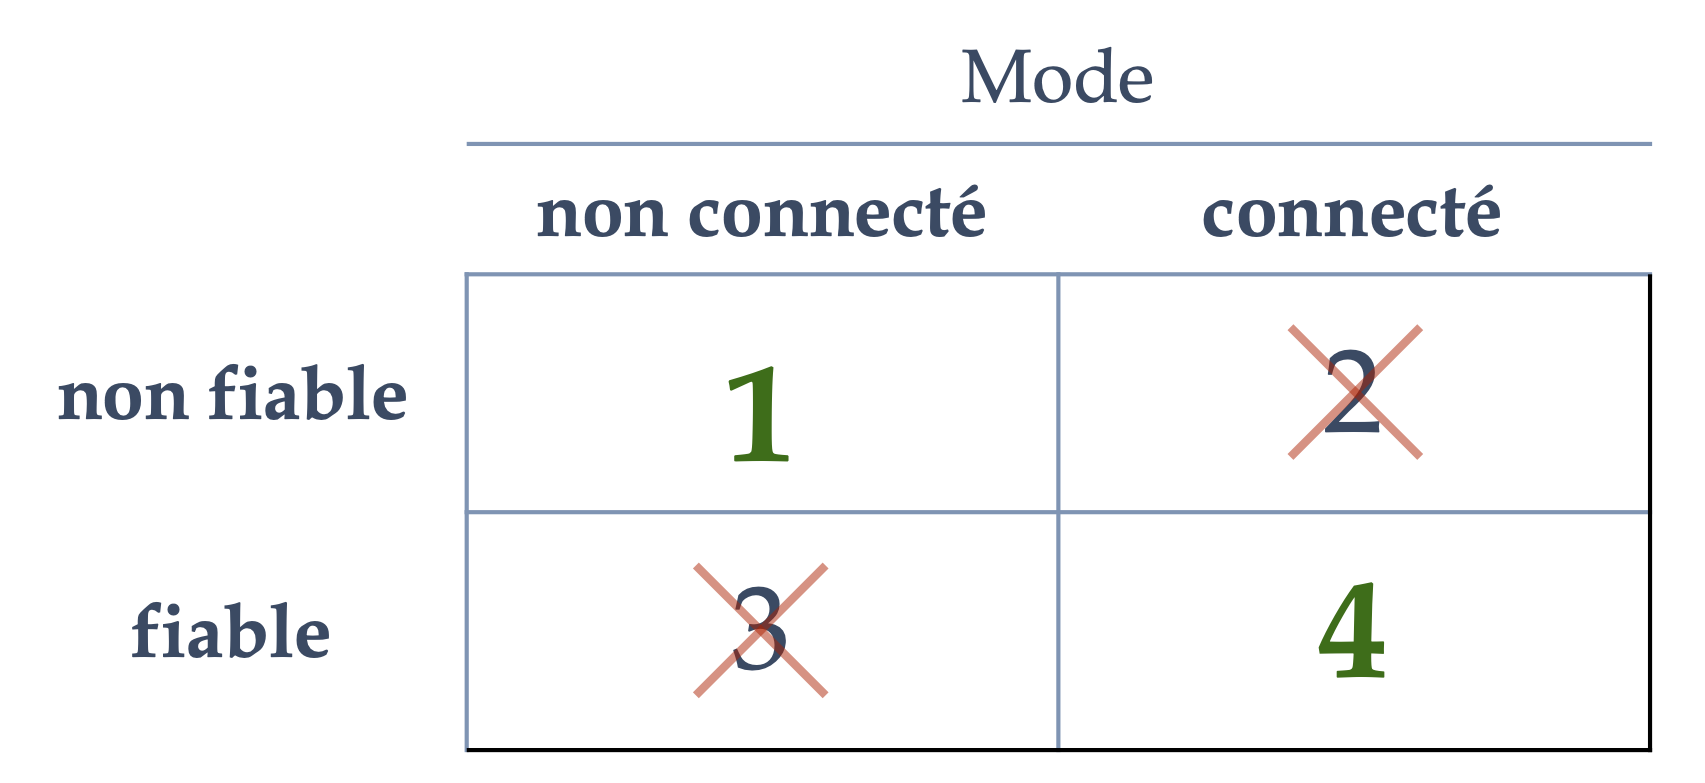 Mode
non connecté connecté
non fiable 1 2
fiable 3 4